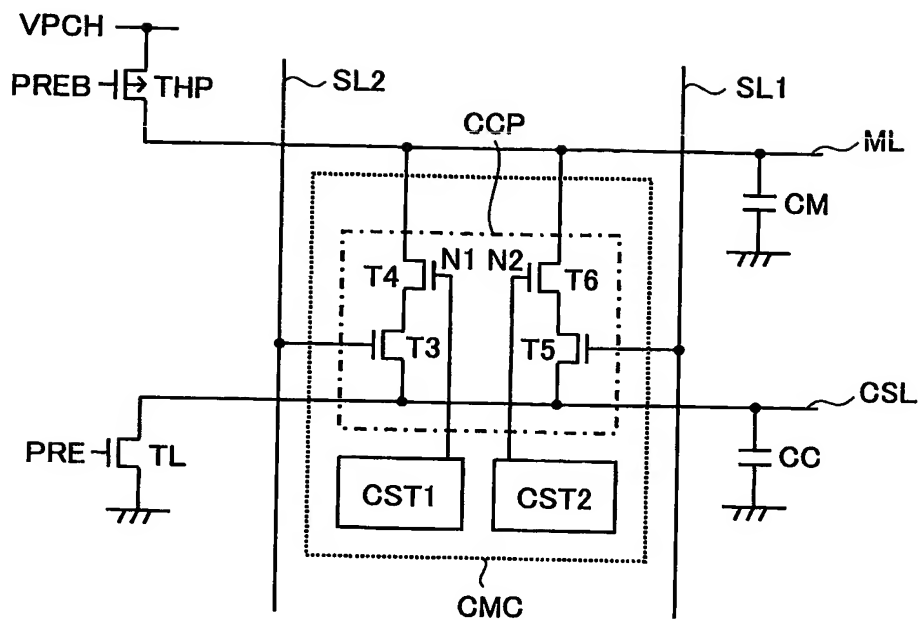 VPCH
PREB
THP
SL2
SL1
CCP
ML
CM
T4
N1
N2
T6
T3
T5
CSL
PRE
TL
CC
CST1
CST2
CMC